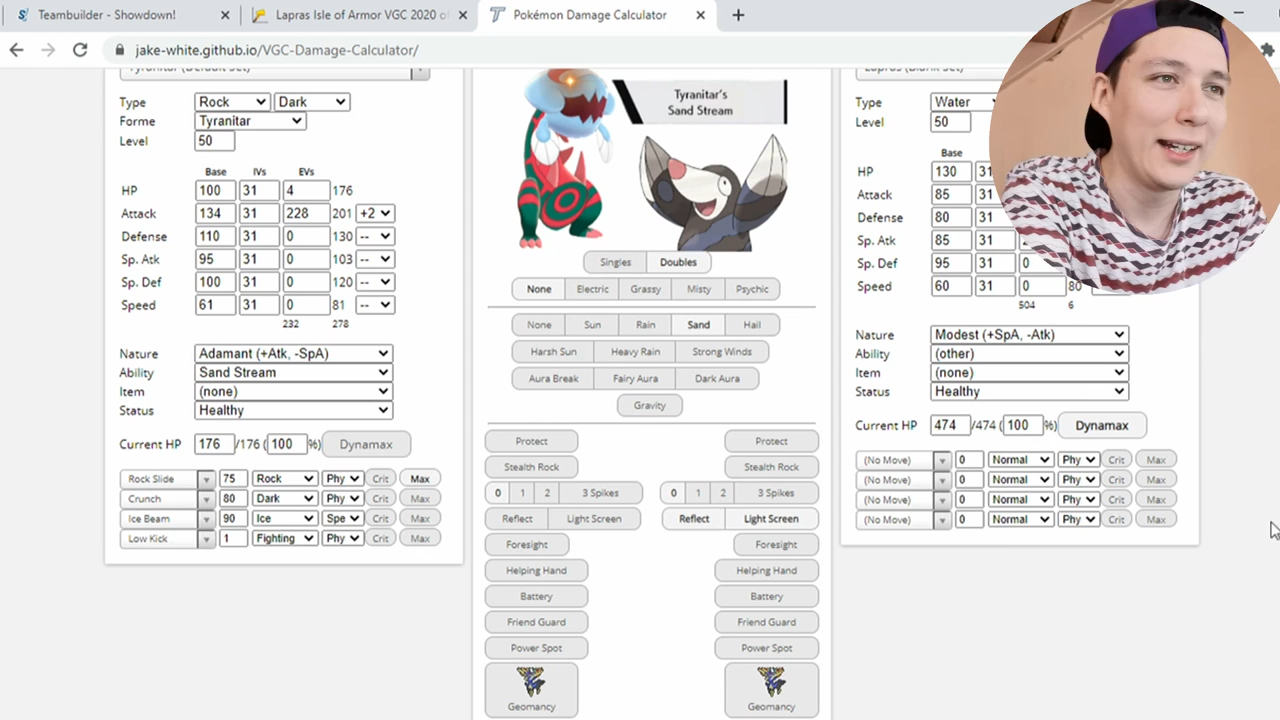 Teambuilder - Showdown!
Lapras Isle of Armor VGC 2020
Pokémon Damage Calculator
jake-white.github.io/VGC-Damage-Calculator/
Tyranitar (Default Set)
Type Rock Dark
Forme Tyranitar
Level 50
Base IVs EVs
HP 100 31 4 176
Attack 134 31 228 201 +2
Defense 110 31 0 130 --
Sp. Atk 95 31 0 103 --
Sp. Def 100 31 0 120 --
Speed 61 31 0 81 --
232 278
Nature Adamant (+Atk, -SpA)
Ability Sand Stream
Item (none)
Status Healthy
Current HP 176 /176 ( 100 %) Dynamax
Rock Slide 75 Rock Phy Crit Max
Crunch 80 Dark Phy Crit Max
Ice Beam 90 Ice Spe Crit Max
Low Kick 1 Fighting Phy Crit Max
Tyranitar's
Sand Stream
Singles Doubles
None Electric Grassy Misty Psychic
None Sun Rain Sand Hail
Harsh Sun Heavy Rain Strong Winds
Aura Break Fairy Aura Dark Aura
Gravity
Protect Protect
Stealth Rock Stealth Rock
0 1 2 3 Spikes 0 1 2 3 Spikes
Reflect Light Screen Reflect Light Screen
Foresight Foresight
Helping Hand Helping Hand
Battery Battery
Friend Guard Friend Guard
Power Spot Power Spot
Geomancy Geomancy
Lapras (Blank Set)
Type Water
Level 50
Base
HP 130 31
Attack 85 31
Defense 80 31
Sp. Atk 85 31
Sp. Def 95 31 0
Speed 60 31 0 80
504 6
Nature Modest (+SpA, -Atk)
Ability (other)
Item (none)
Status Healthy
Current HP 474 /474 ( 100 %) Dynamax
(No Move) 0 Normal Phy Crit Max
(No Move) 0 Normal Phy Crit Max
(No Move) 0 Normal Phy Crit Max
(No Move) 0 Normal Phy Crit Max